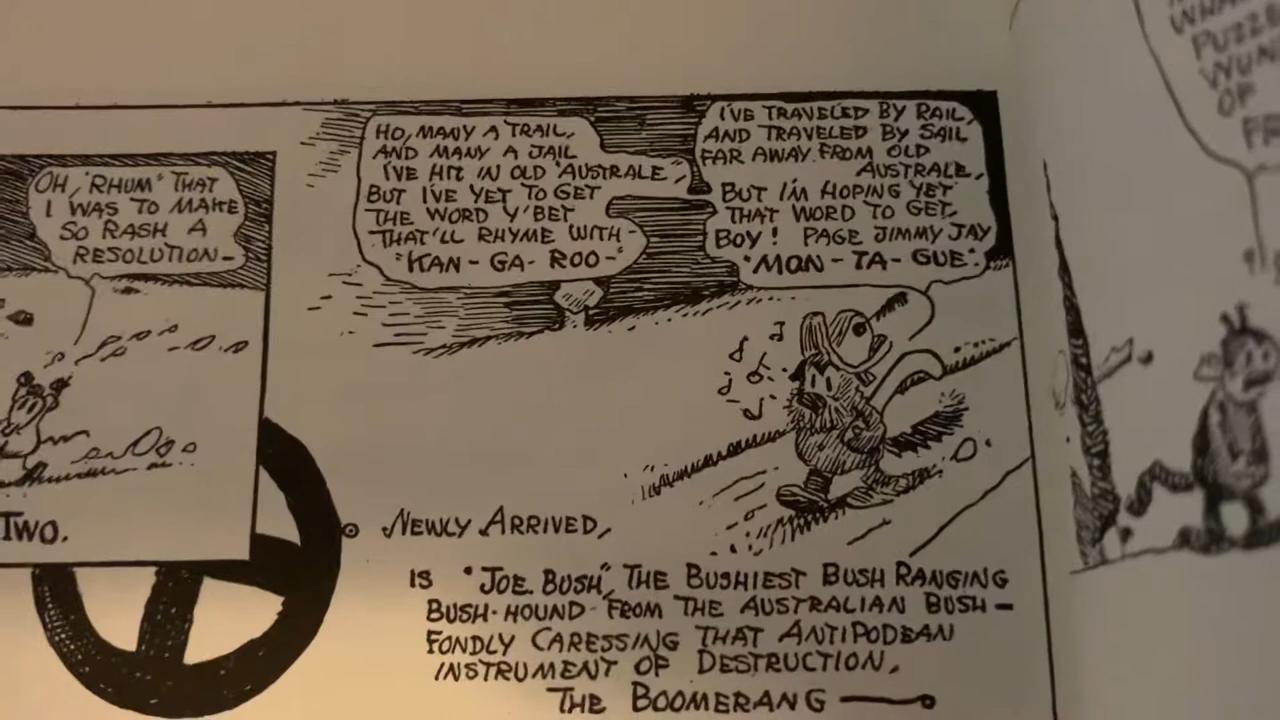 OH, "RHUM" THAT
I WAS TO MAKE
SO RASH A
RESOLUTION-
TWO.
HO, MANY A TRAIL,
AND MANY A JAIL
I'VE HIT IN OLD "AUSTRALE,"
BUT I'VE YET TO GET
THE WORD Y'BET
THAT'LL RHYME WITH-
"KAN-GA-ROO-"
I'VE TRAVELED BY RAIL,
AND TRAVELED BY SAIL
FAR AWAY FROM OLD
AUSTRALE,
BUT I'M HOPING YET
THAT WORD TO GET,
BOY! PAGE JIMMY JAY
"MON-TA-GUE".
NEWLY ARRIVED,
IS "JOE. BUSH," THE BUSHIEST BUSH RANGING
BUSH-HOUND FROM THE AUSTRALIAN BUSH-
FONDLY CARESSING THAT ANTIPODEAN
INSTRUMENT OF DESTRUCTION,
THE BOOMERANG
PUZZE
OF